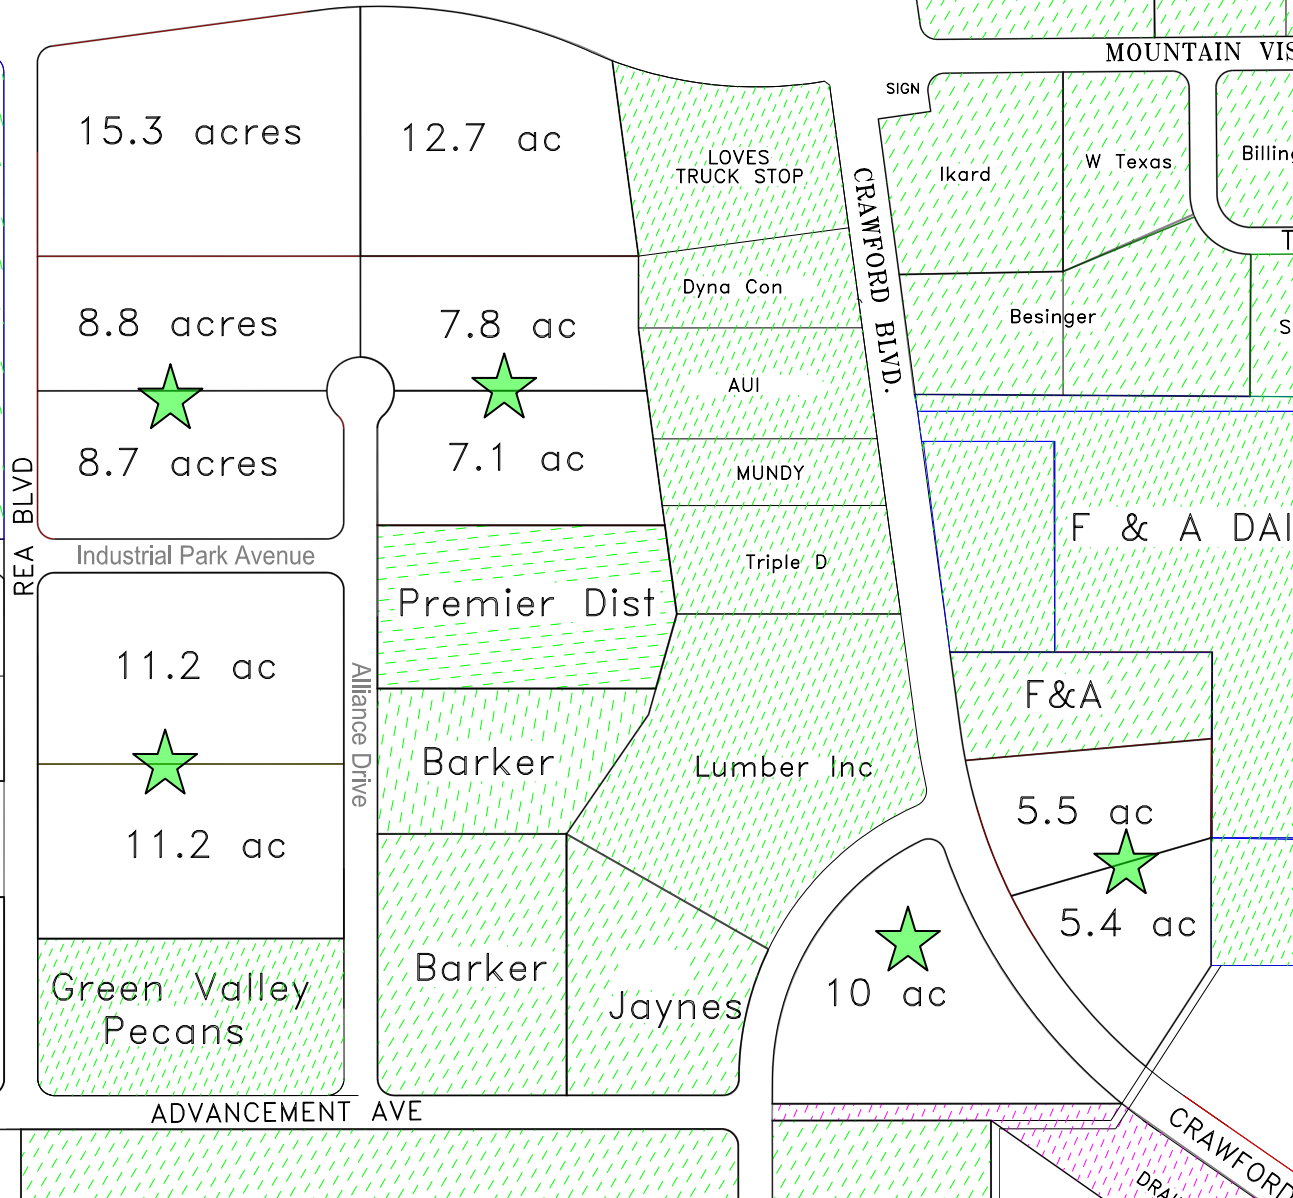 MOUNTAIN VIS
SIGN
15.3 acres
12.7 ac
LOVES
TRUCK STOP
Ikard
W Texas
Billing
CRAWFORD BLVD.
T
Dyna Con
Besinger
S
8.8 acres
7.8 ac
AUI
8.7 acres
7.1 ac
MUNDY
REA BLVD
Industrial Park Avenue
Triple D
F & A DAI
Premier Dist
11.2 ac
Alliance Drive
F&A
Barker
Lumber Inc
5.5 ac
11.2 ac
5.4 ac
Green Valley
Pecans
Barker
Jaynes
10 ac
ADVANCEMENT AVE
CRAWFORD
DRAI